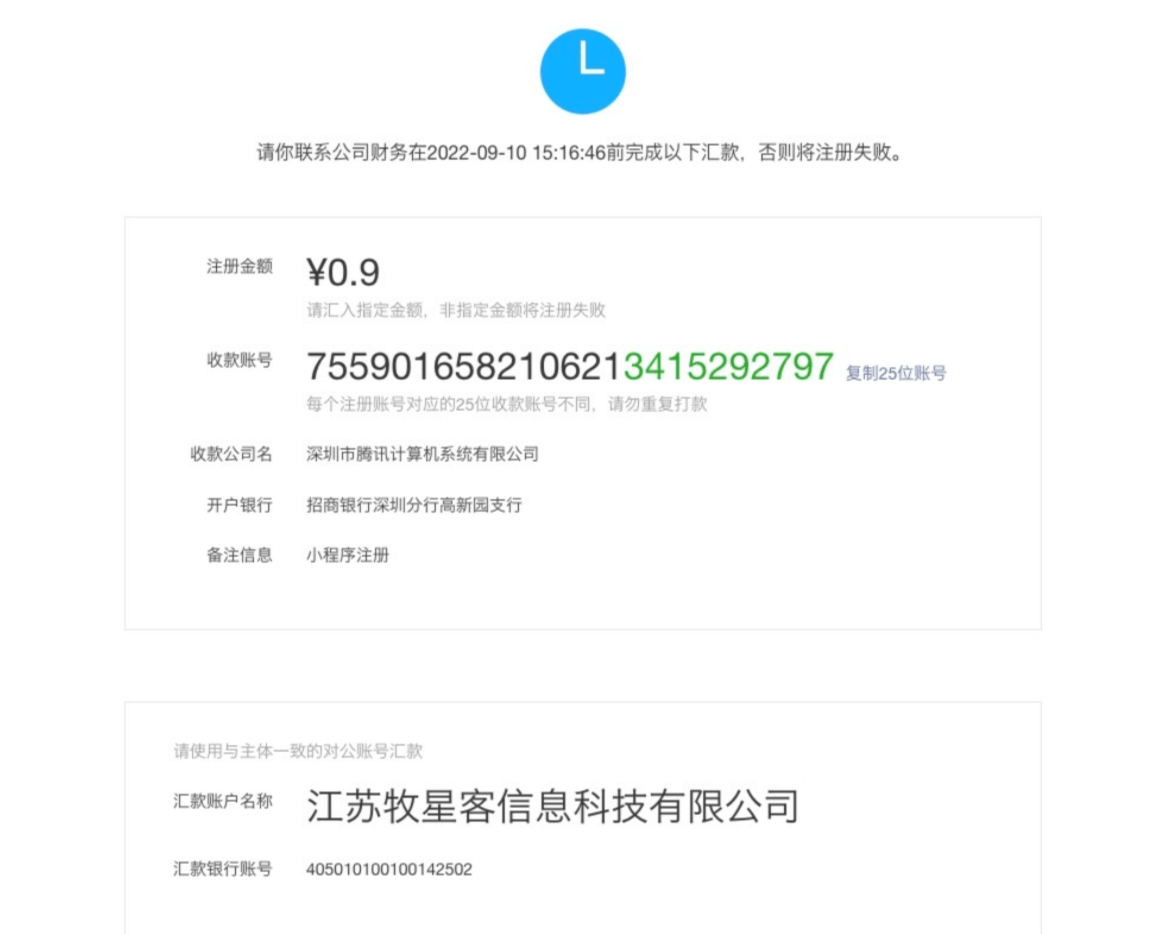 请你联系公司财务在2022-09-10 15:16:46前完成以下汇款，否则将注册失败。
注册金额 ¥0.9
请汇入指定金额，非指定金额将注册失败
收款账号 7559016582106213415292797 复制25位账号
每个注册账号对应的25位收款账号不同，请勿重复打款
收款公司名 深圳市腾讯计算机系统有限公司
开户银行 招商银行深圳分行高新园支行
备注信息 小程序注册
请使用与主体一致的对公账号汇款
汇款账户名称 江苏牧星客信息科技有限公司
汇款银行账号 405010100100142502